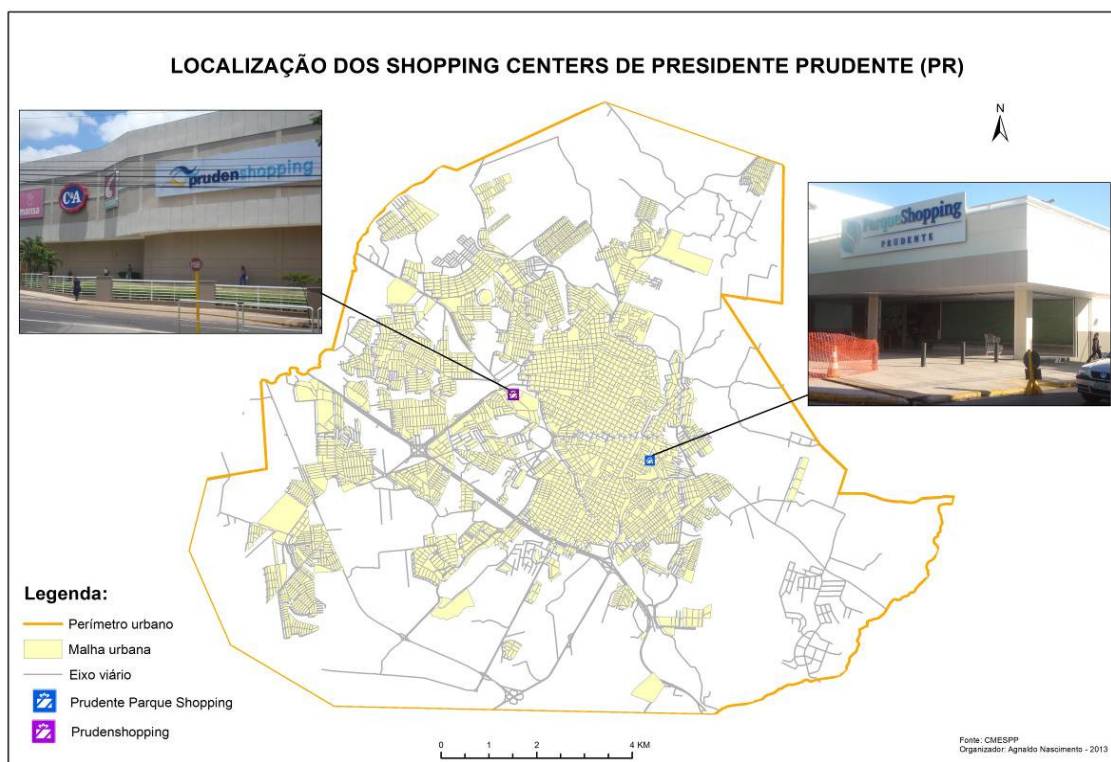 LOCALIZAÇÃO DOS SHOPPING CENTERS DE PRESIDENTE PRUDENTE (PR)
N
prudenshopping
C&A
ParqueShopping
PRUDENTE
Legenda:
Perímetro urbano
Malha urbana
Eixo viário
Prudente Parque Shopping
Prudenshopping
0 1 2 4 KM
Fonte: CMESPP
Organizador: Agnaldo Nascimento - 2013